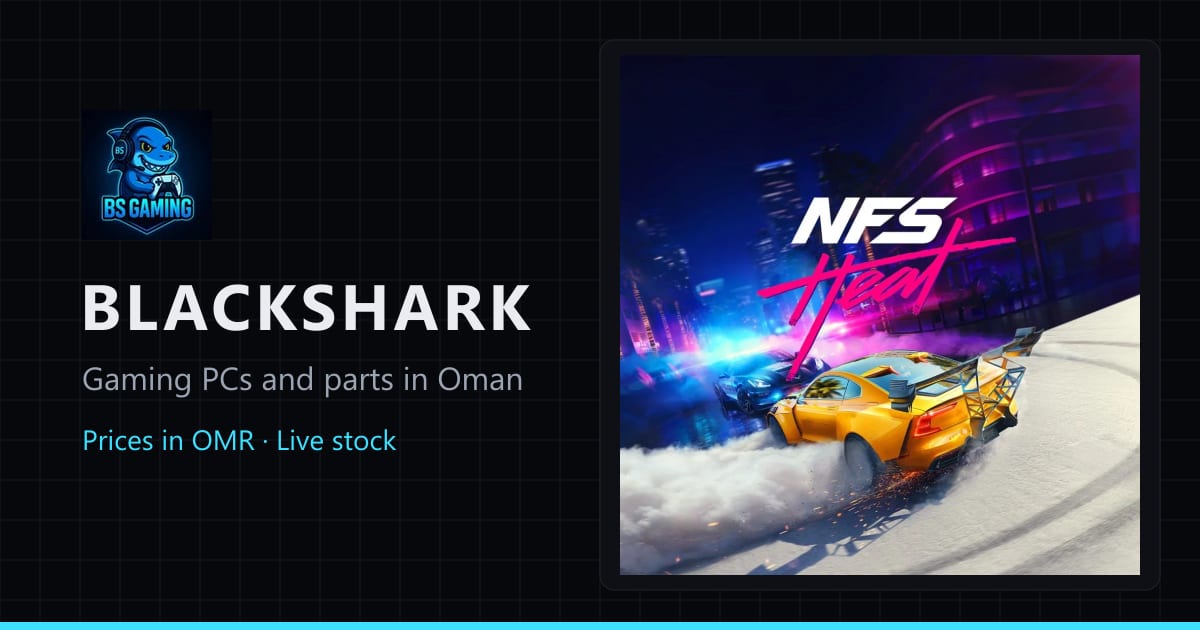 BS
BS GAMING
BLACKSHARK
Gaming PCs and parts in Oman
Prices in OMR · Live stock
NFS
Heat